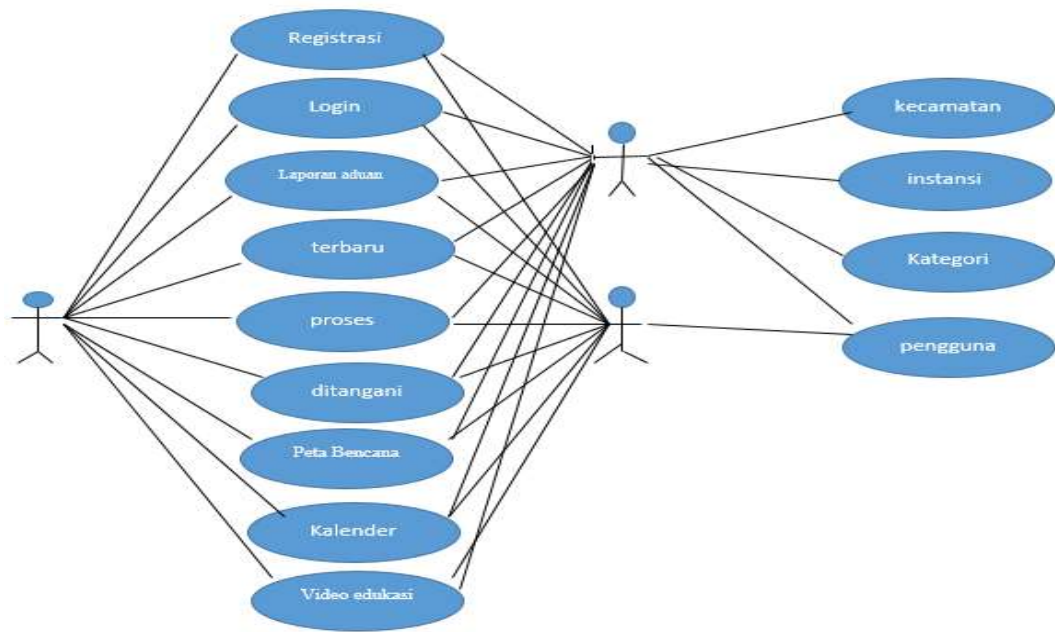 Registrasi
Login
Laporan aduan
terbaru
proses
ditangani
Peta Bencana
Kalender
Video edukasi
kecamatan
instansi
Kategori
pengguna